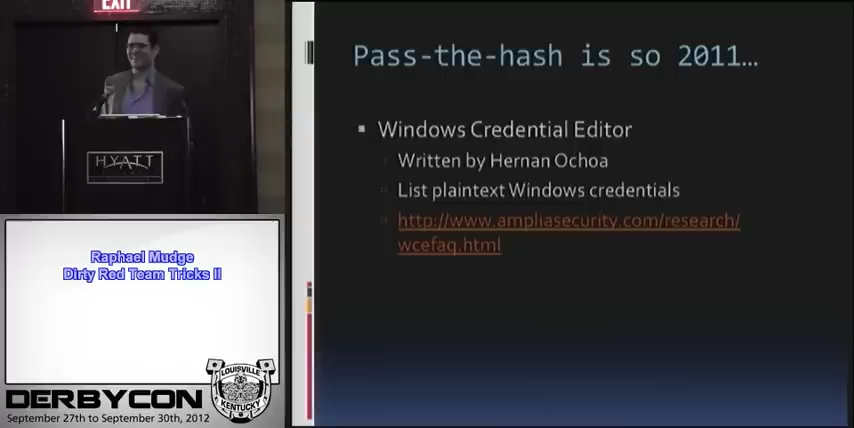 EXIT
HYATT
Raphael Mudge
Dirty Red Team Tricks II
DERBYCON
September 27th to September 30th, 2012
LOUISVILLE
KENTUCKY
Pass-the-hash is so 2011…
Windows Credential Editor
Written by Hernan Ochoa
List plaintext Windows credentials
http://www.ampliasecurity.com/research/
wcefaq.html